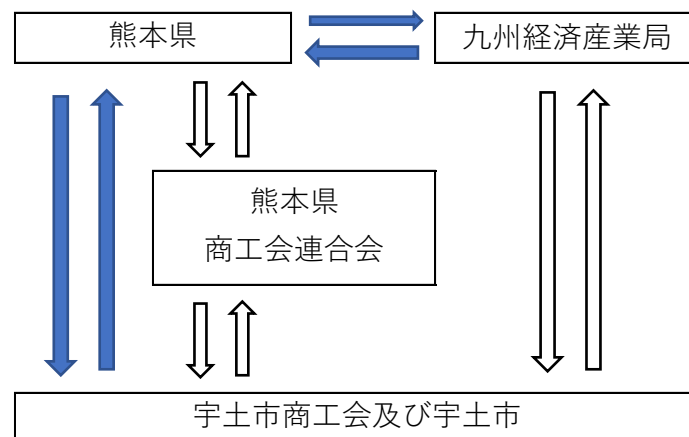 熊本県
九州経済産業局
熊本県
商工会連合会
宇土市商工会及び宇土市